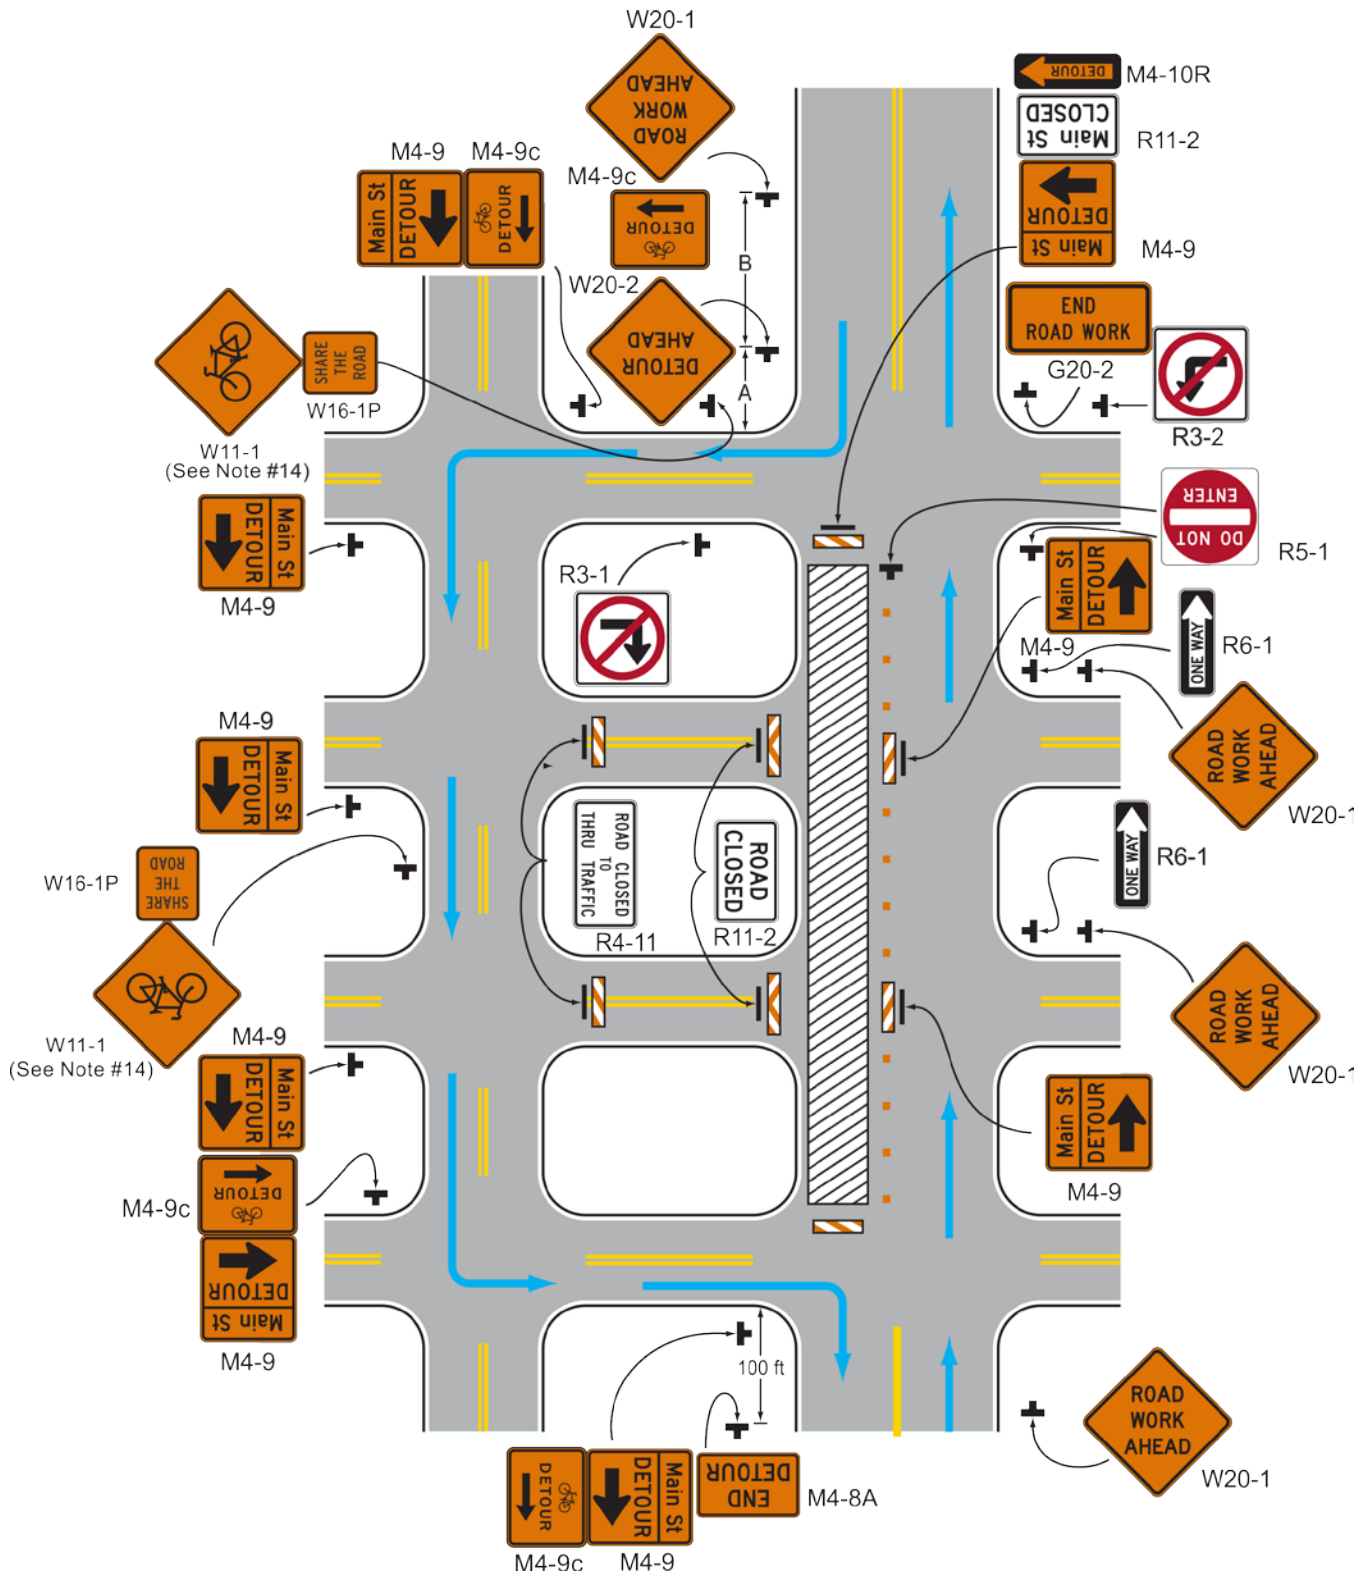 W20-1
ROAD
WORK
AHEAD
DETOUR
M4-10R
Main St
CLOSED
R11-2
Main St
DETOUR
M4-9
M4-9
M4-9c
Main St
DETOUR
DETOUR
M4-9c
DETOUR
W20-2
DETOUR
AHEAD
B
A
END
ROAD WORK
G20-2
R3-2
SHARE
THE
ROAD
W16-1P
W11-1
(See Note #14)
Main St
DETOUR
M4-9
DO NOT
ENTER
R5-1
R3-1
Main St
DETOUR
M4-9
ONE WAY
R6-1
ROAD
WORK
AHEAD
W20-1
M4-9
Main St
DETOUR
ROAD CLOSED
TO
THRU TRAFFIC
R4-11
ROAD
CLOSED
R11-2
ONE WAY
R6-1
W16-1P
SHARE
THE
ROAD
W11-1
(See Note #14)
ROAD
WORK
AHEAD
W20-1
M4-9
Main St
DETOUR
Main St
DETOUR
M4-9
M4-9c
DETOUR
DETOUR
Main St
M4-9
100 ft
ROAD
WORK
AHEAD
W20-1
DETOUR
M4-9c
Main St
DETOUR
M4-9
END
DETOUR
M4-8A